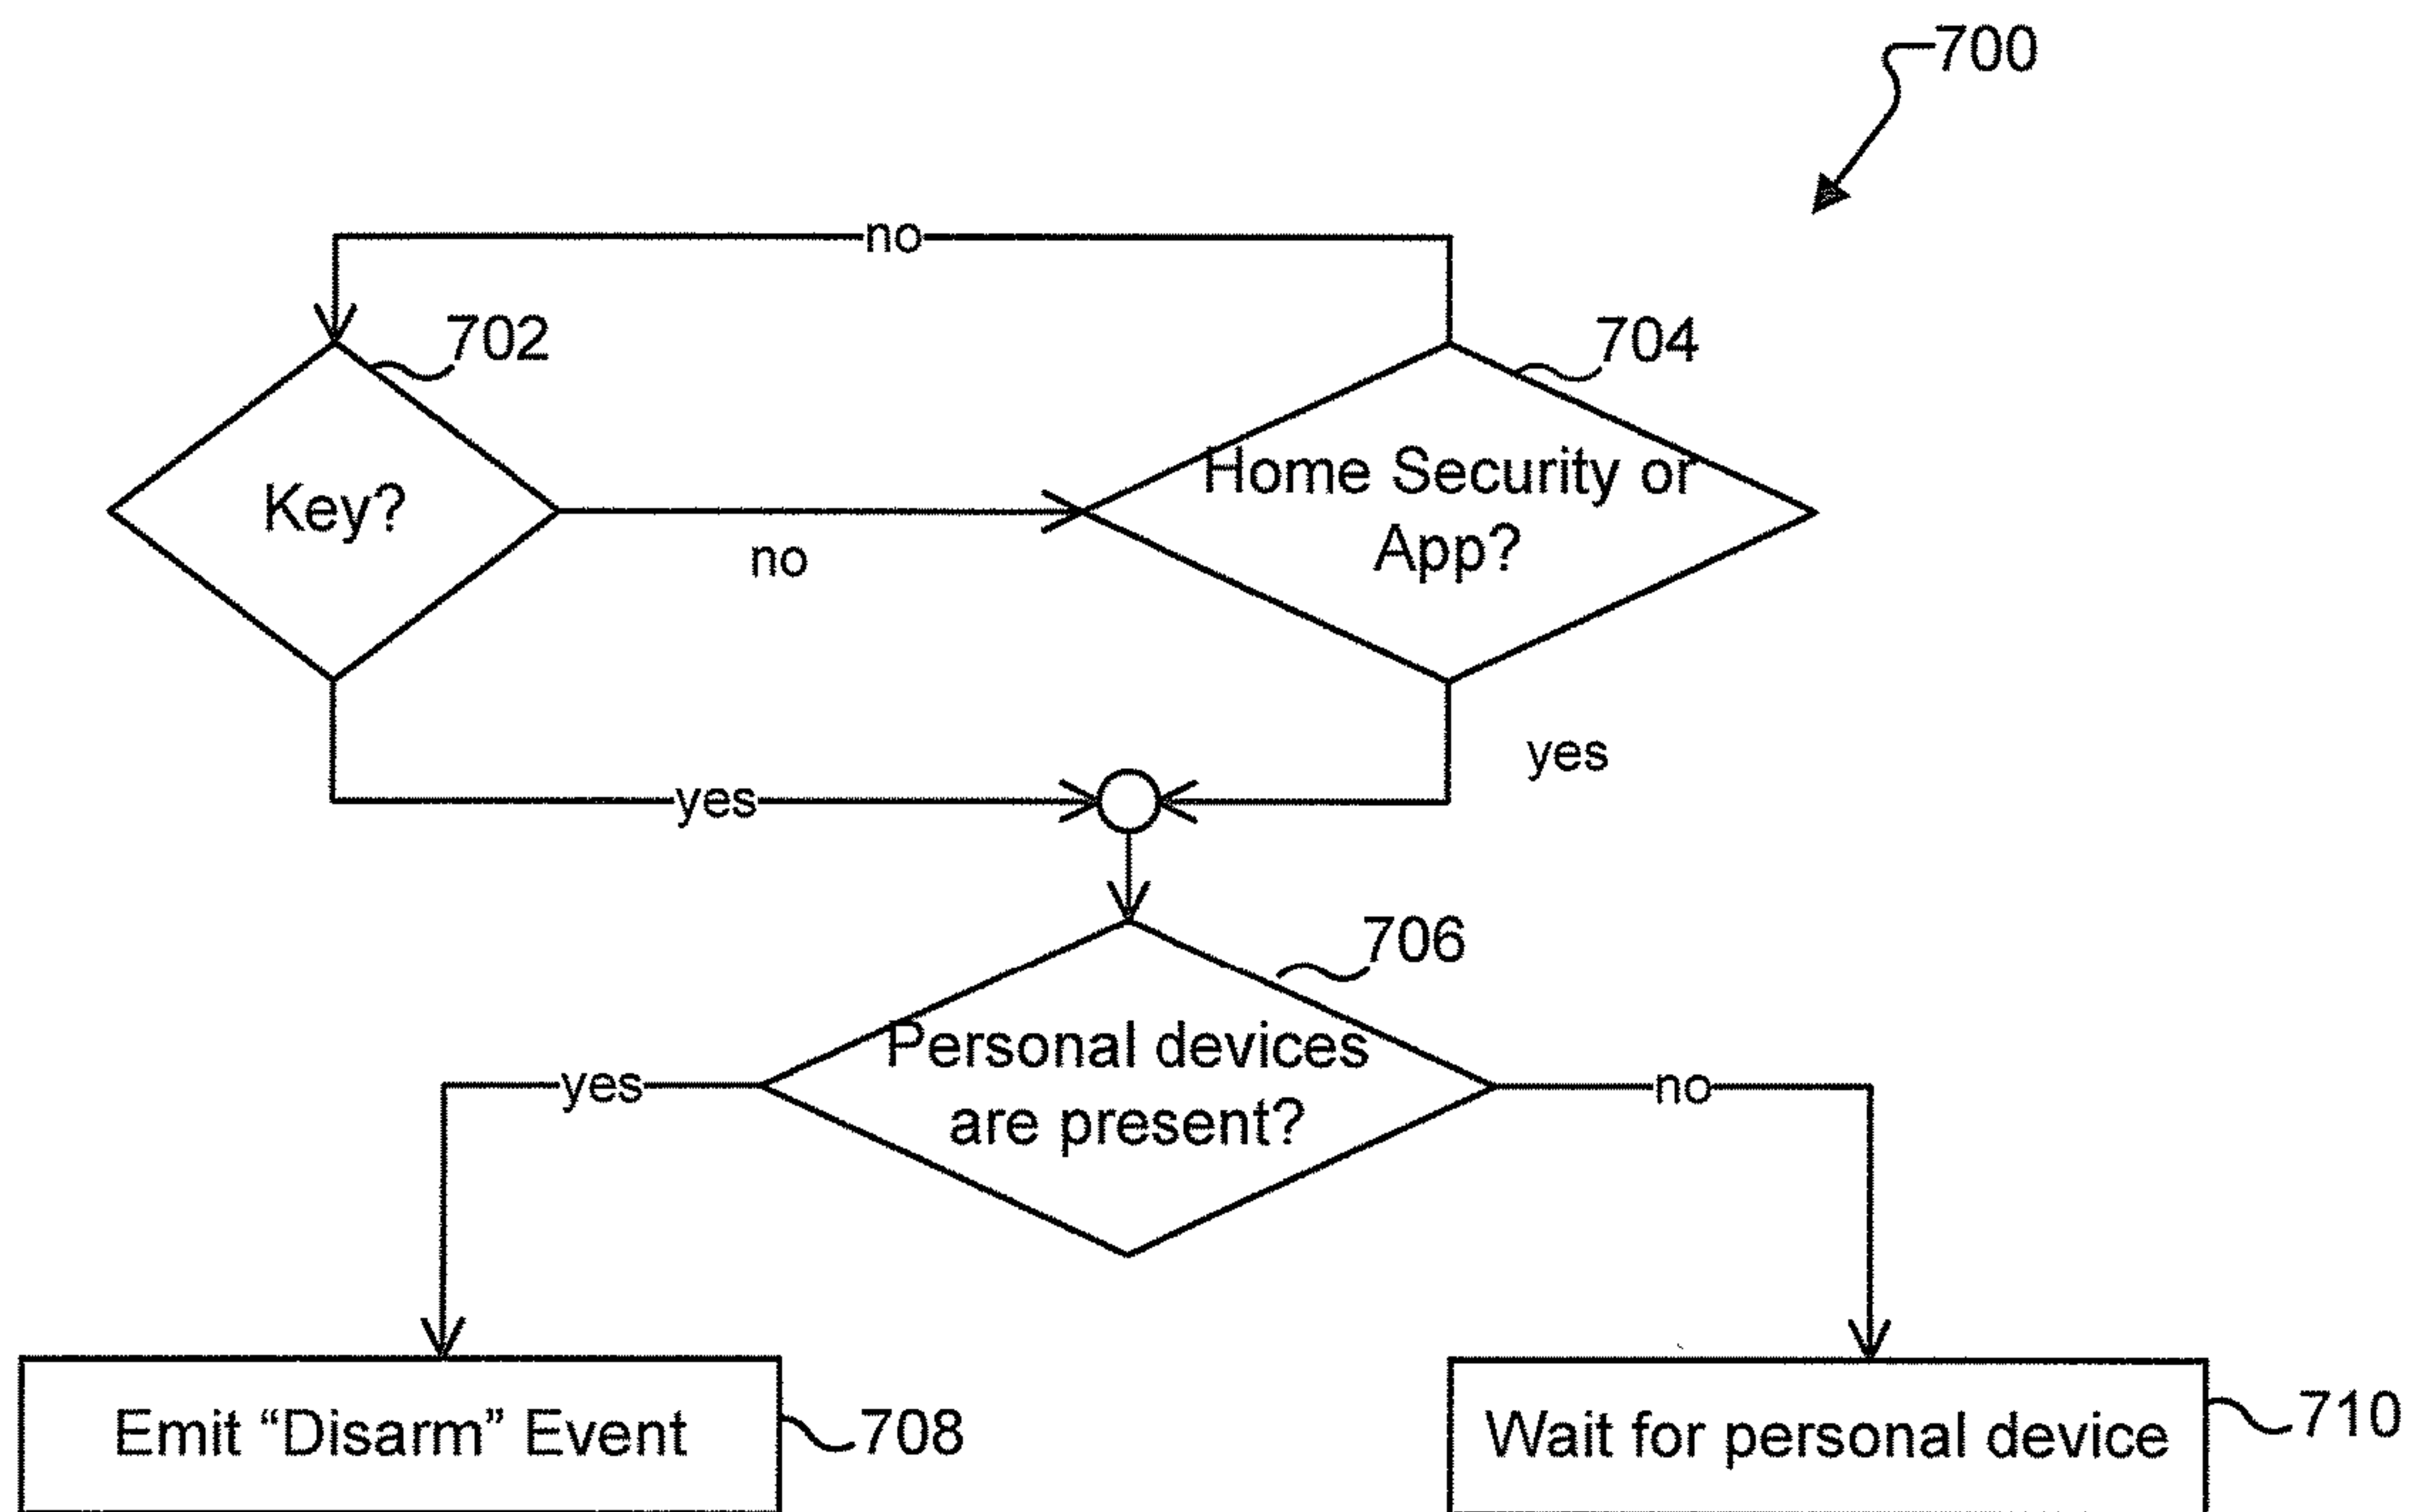 700
no
702
704
Key?
Home Security or
App?
no
yes
yes
706
Personal devices
are present?
yes
no
Emit “Disarm” Event
708
Wait for personal device
710